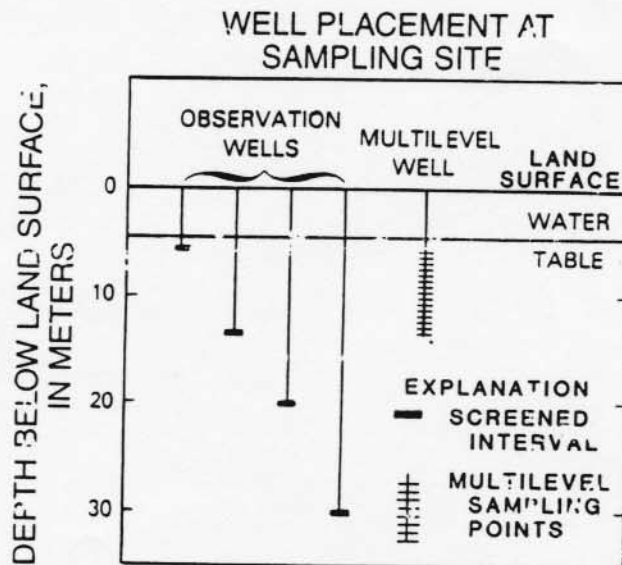 WELL PLACEMENT AT
SAMPLING SITE
DEPTH BELOW LAND SURFACE,
IN METERS
OBSERVATION
WELLS
MULTILEVEL
WELL
LAND
SURFACE
0
WATER
TABLE
10
20
30
EXPLANATION
SCREENED
INTERVAL
MULTILEVEL
SAMPLING
POINTS